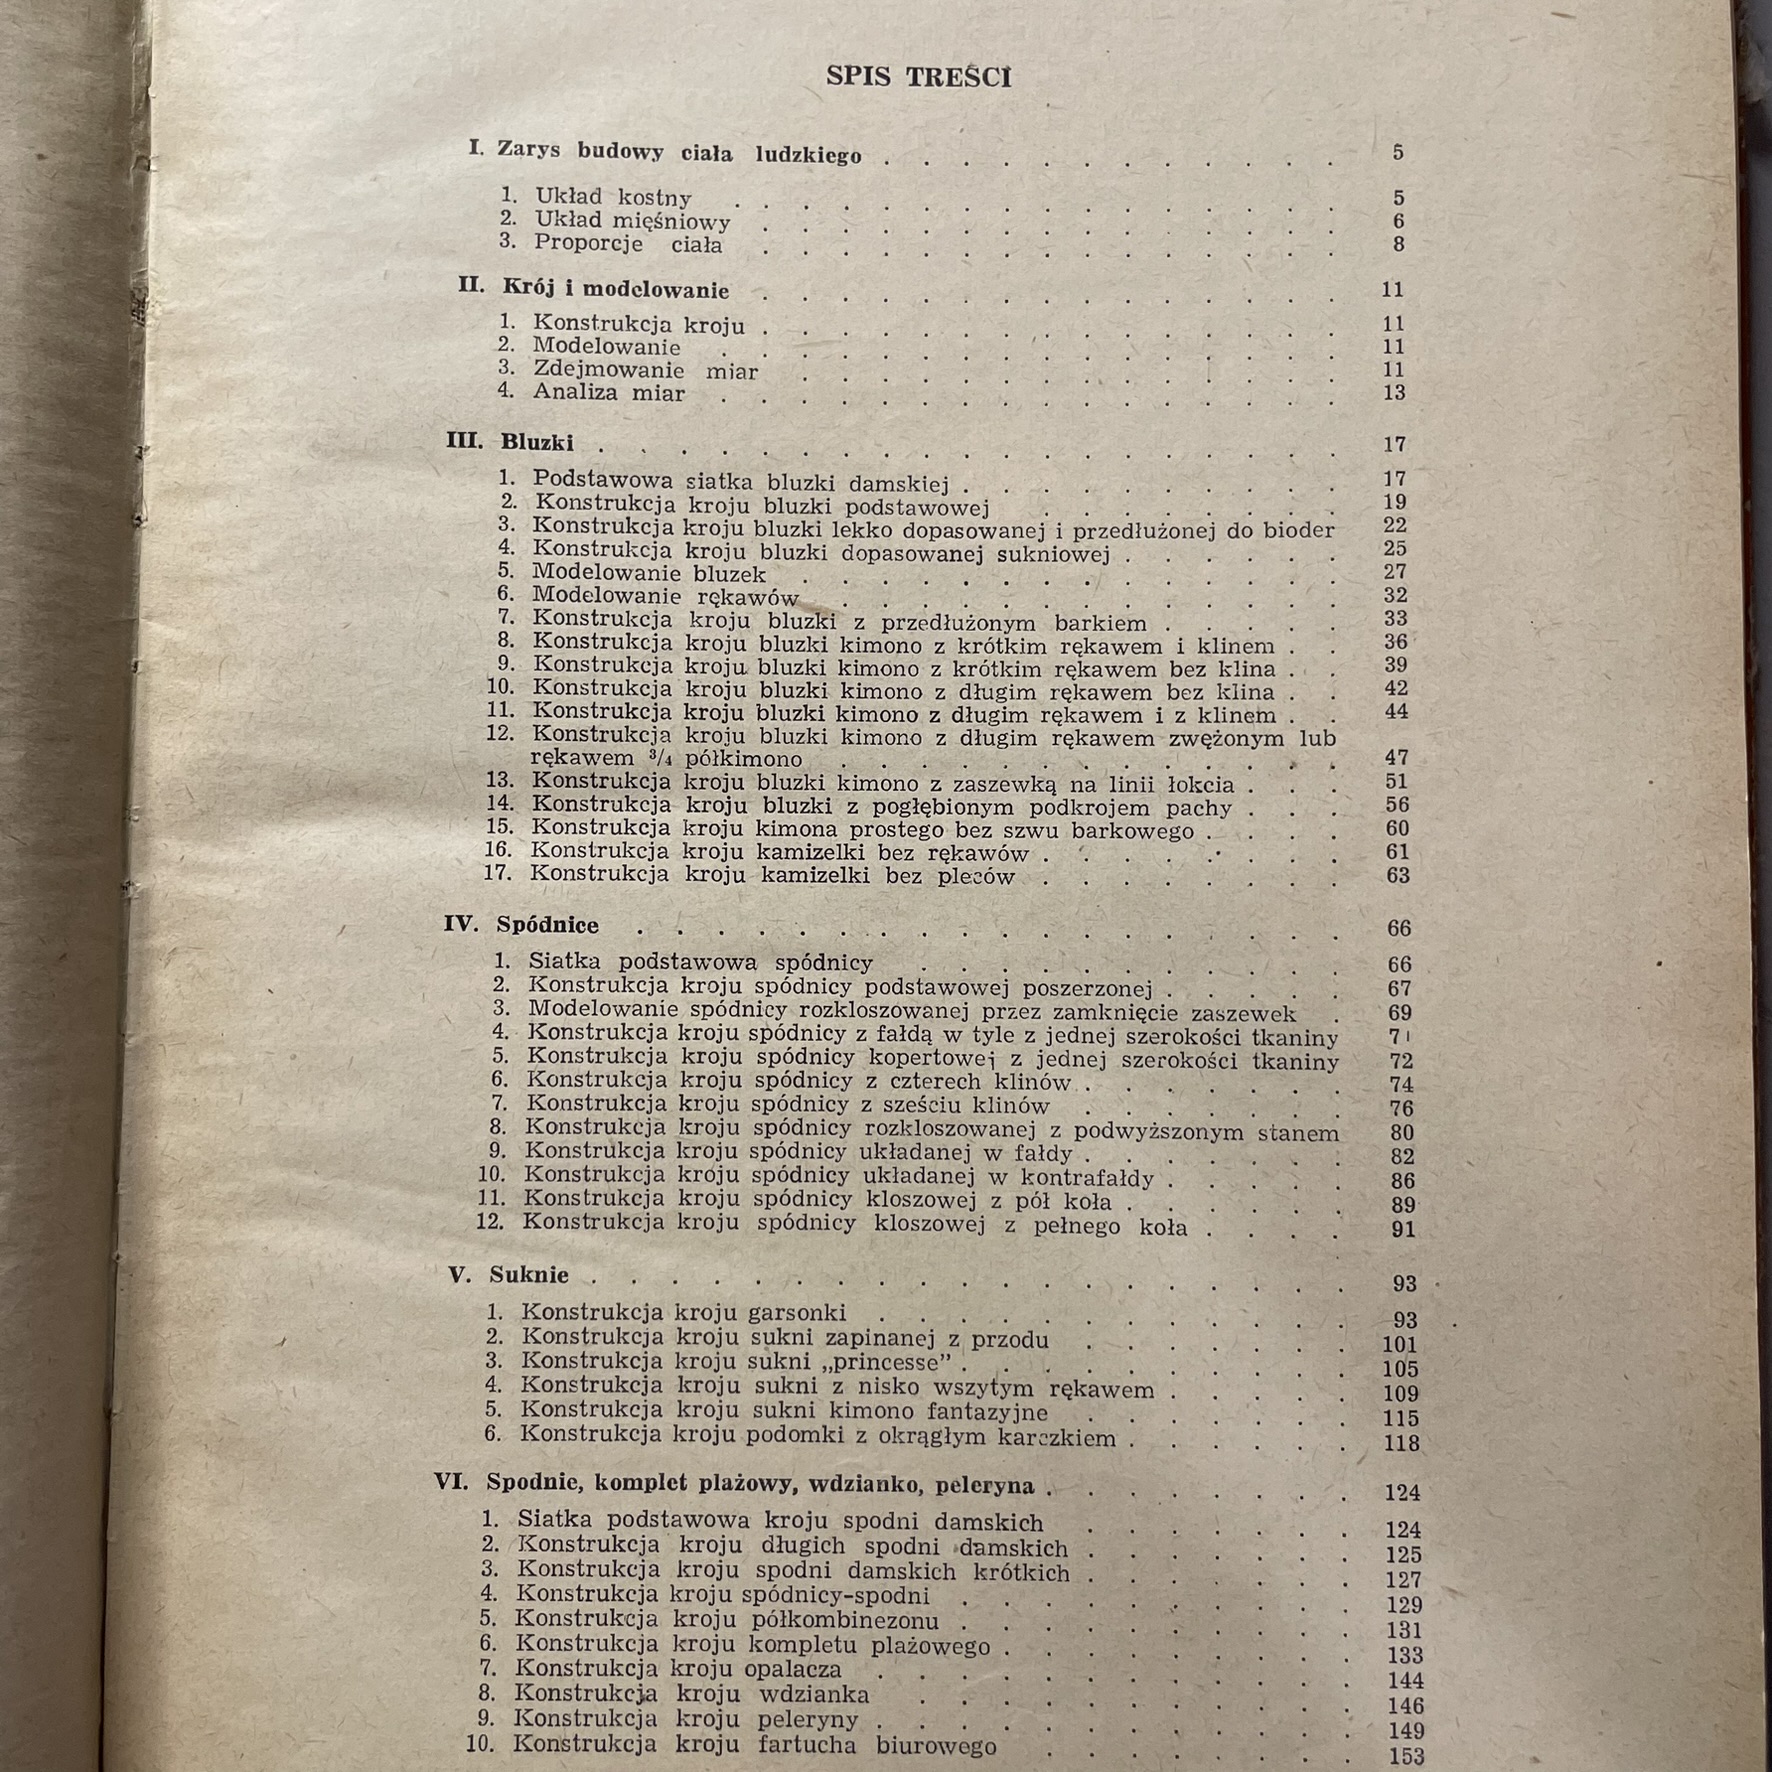 SPIS TREŚCI
I. Zarys budowy ciała ludzkiego . . . . . . . . . . . . 5
1. Układ kostny . . . . . . . . . . . . . . . . 5
2. Układ mięśniowy . . . . . . . . . . . . . . . 6
3. Proporcje ciała . . . . . . . . . . . . . . . 8
II. Krój i modelowanie . . . . . . . . . . . . . . . 11
1. Konstrukcja kroju . . . . . . . . . . . . . . . 11
2. Modelowanie . . . . . . . . . . . . . . . . 11
3. Zdejmowanie miar . . . . . . . . . . . . . . 11
4. Analiza miar . . . . . . . . . . . . . . . . 13
III. Bluzki . . . . . . . . . . . . . . . . . . . 17
1. Podstawowa siatka bluzki damskiej . . . . . . . . . . 17
2. Konstrukcja kroju bluzki podstawowej . . . . . . . . 19
3. Konstrukcja kroju bluzki lekko dopasowanej i przedłużonej do bioder 22
4. Konstrukcja kroju bluzki dopasowanej sukniowej . . . . . . 25
5. Modelowanie bluzek . . . . . . . . . . . . . . 27
6. Modelowanie rękawów . . . . . . . . . . . . . 32
7. Konstrukcja kroju bluzki z przedłużonym barkiem . . . . . 33
8. Konstrukcja kroju bluzki kimono z krótkim rękawem i klinem . . 36
9. Konstrukcja kroju bluzki kimono z krótkim rękawem bez klina . . 39
10. Konstrukcja kroju bluzki kimono z długim rękawem bez klina . . 42
11. Konstrukcja kroju bluzki kimono z długim rękawem i z klinem . . 44
12. Konstrukcja kroju bluzki kimono z długim rękawem zwężonym lub
rękawem ³/₄ półkimono . . . . . . . . . . . . . 47
13. Konstrukcja kroju bluzki kimono z zaszewką na linii łokcia . . . 51
14. Konstrukcja kroju bluzki z pogłębionym podkrojem pachy . . . 56
15. Konstrukcja kroju kimona prostego bez szwu barkowego . . . . 60
16. Konstrukcja kroju kamizelki bez rękawów . . . . . . . . 61
17. Konstrukcja kroju kamizelki bez pleców . . . . . . . . 63
IV. Spódnice . . . . . . . . . . . . . . . . . . 66
1. Siatka podstawowa spódnicy . . . . . . . . . . . 66
2. Konstrukcja kroju spódnicy podstawowej poszerzonej . . . . . 67
3. Modelowanie spódnicy rozkloszowanej przez zamknięcie zaszewek . 69
4. Konstrukcja kroju spódnicy z fałdą w tyle z jednej szerokości tkaniny 71
5. Konstrukcja kroju spódnicy kopertowej z jednej szerokości tkaniny 72
6. Konstrukcja kroju spódnicy z czterech klinów . . . . . . . 74
7. Konstrukcja kroju spódnicy z sześciu klinów . . . . . . . 76
8. Konstrukcja kroju spódnicy rozkloszowanej z podwyższonym stanem 80
9. Konstrukcja kroju spódnicy układanej w fałdy . . . . . . . 82
10. Konstrukcja kroju spódnicy układanej w kontrafałdy . . . . . 86
11. Konstrukcja kroju spódnicy kloszowej z pół koła . . . . . . 89
12. Konstrukcja kroju spódnicy kloszowej z pełnego koła . . . . 91
V. Suknie . . . . . . . . . . . . . . . . . . . 93
1. Konstrukcja kroju garsonki . . . . . . . . . . . . 93
2. Konstrukcja kroju sukni zapinanej z przodu . . . . . . . 101
3. Konstrukcja kroju sukni „princesse” . . . . . . . . . . 105
4. Konstrukcja kroju sukni z nisko wszytym rękawem . . . . . 109
5. Konstrukcja kroju sukni kimono fantazyjne . . . . . . . 115
6. Konstrukcja kroju podomki z okrągłym karczkiem . . . . . . 118
VI. Spodnie, komplet plażowy, wdzianko, peleryna . . . . . . . . 124
1. Siatka podstawowa kroju spodni damskich . . . . . . . 124
2. Konstrukcja kroju długich spodni damskich . . . . . . . 125
3. Konstrukcja kroju spodni damskich krótkich . . . . . . . 127
4. Konstrukcja kroju spódnicy-spodni . . . . . . . . . . 129
5. Konstrukcja kroju półkombinezonu . . . . . . . . . . 131
6. Konstrukcja kroju kompletu plażowego . . . . . . . . . 133
7. Konstrukcja kroju opalacza . . . . . . . . . . . . 144
8. Konstrukcja kroju wdzianka . . . . . . . . . . . 146
9. Konstrukcja kroju peleryny . . . . . . . . . . . . 149
10. Konstrukcja kroju fartucha biurowego . . . . . . . . 153